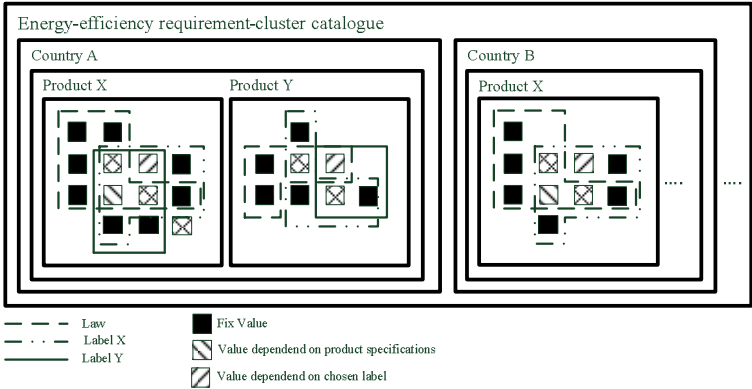 Energy-efficiency requirement-cluster catalogue
Country A
Country B
Product X
Product Y
Product X
Law
Label X
Label Y
Fix Value
Value dependend on product specifications
Value dependend on chosen label